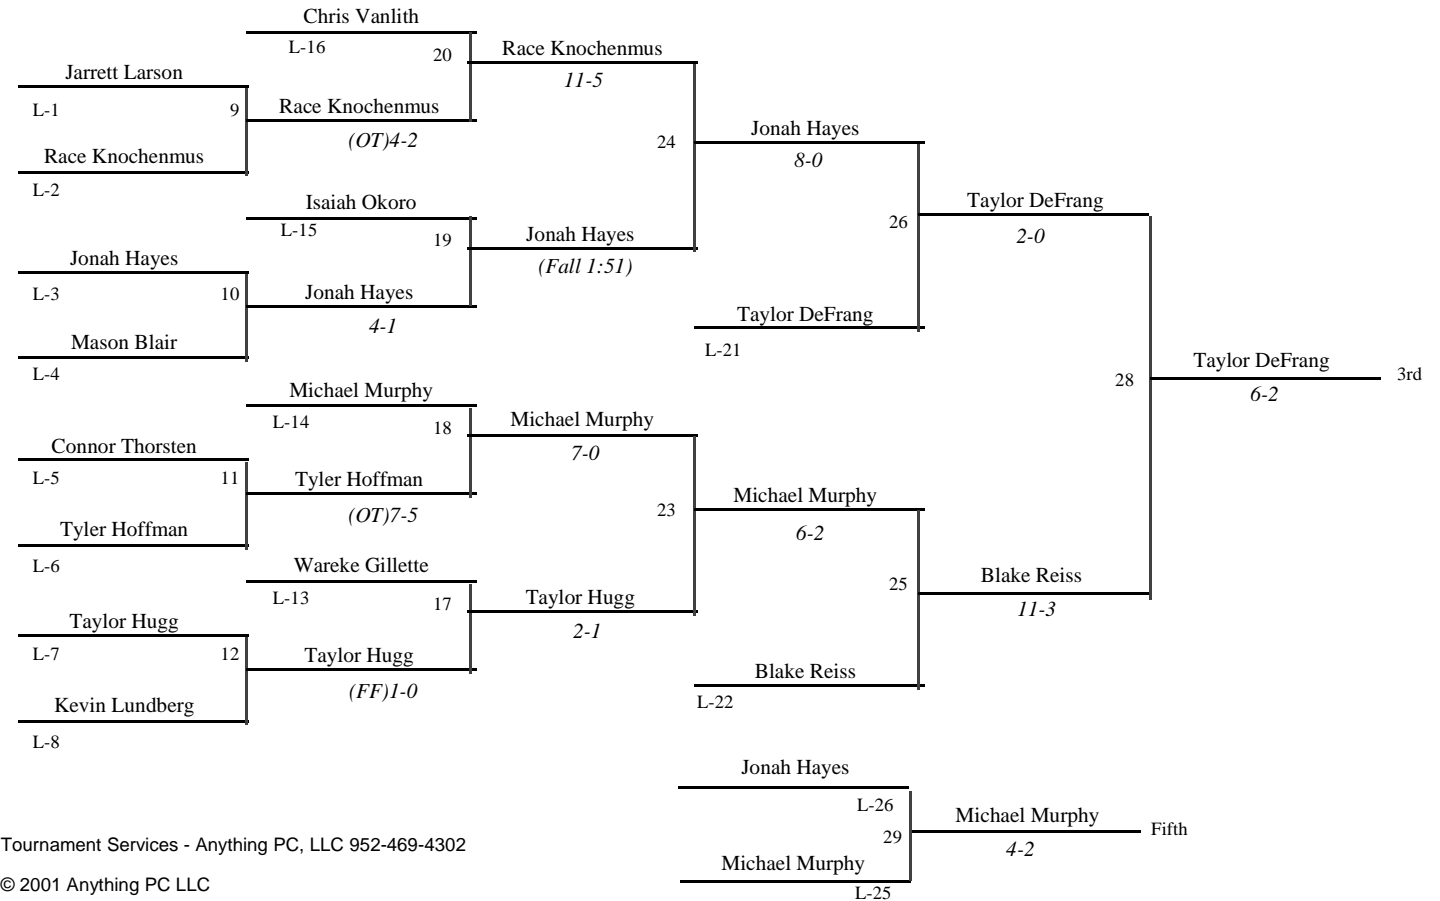 Chris Vanlith
L-16
20
Race Knochenmus
11-5
Jarrett Larson
L-1
9
Race Knochenmus
(OT)4-2
Race Knochenmus
L-2
24
Jonah Hayes
8-0
Isaiah Okoro
L-15
19
Jonah Hayes
(Fall 1:51)
Jonah Hayes
L-3
10
Jonah Hayes
4-1
Mason Blair
L-4
26
Taylor DeFrang
2-0
Taylor DeFrang
L-21
28
Taylor DeFrang
6-2
3rd
Michael Murphy
L-14
18
Michael Murphy
7-0
Connor Thorsten
L-5
11
Tyler Hoffman
(OT)7-5
Tyler Hoffman
L-6
23
Michael Murphy
6-2
Wareke Gillette
L-13
17
Taylor Hugg
2-1
Taylor Hugg
L-7
12
Taylor Hugg
(FF)1-0
Kevin Lundberg
L-8
25
Blake Reiss
11-3
Blake Reiss
L-22
Jonah Hayes
L-26
29
Michael Murphy
4-2
Fifth
Michael Murphy
L-25
Tournament Services - Anything PC, LLC 952-469-4302
© 2001 Anything PC LLC